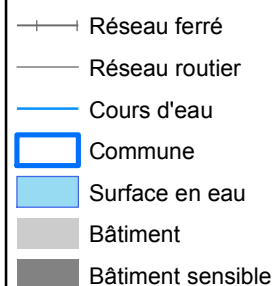 Réseau ferré
Réseau routier
Cours d'eau
Commune
Surface en eau
Bâtiment
Bâtiment sensible